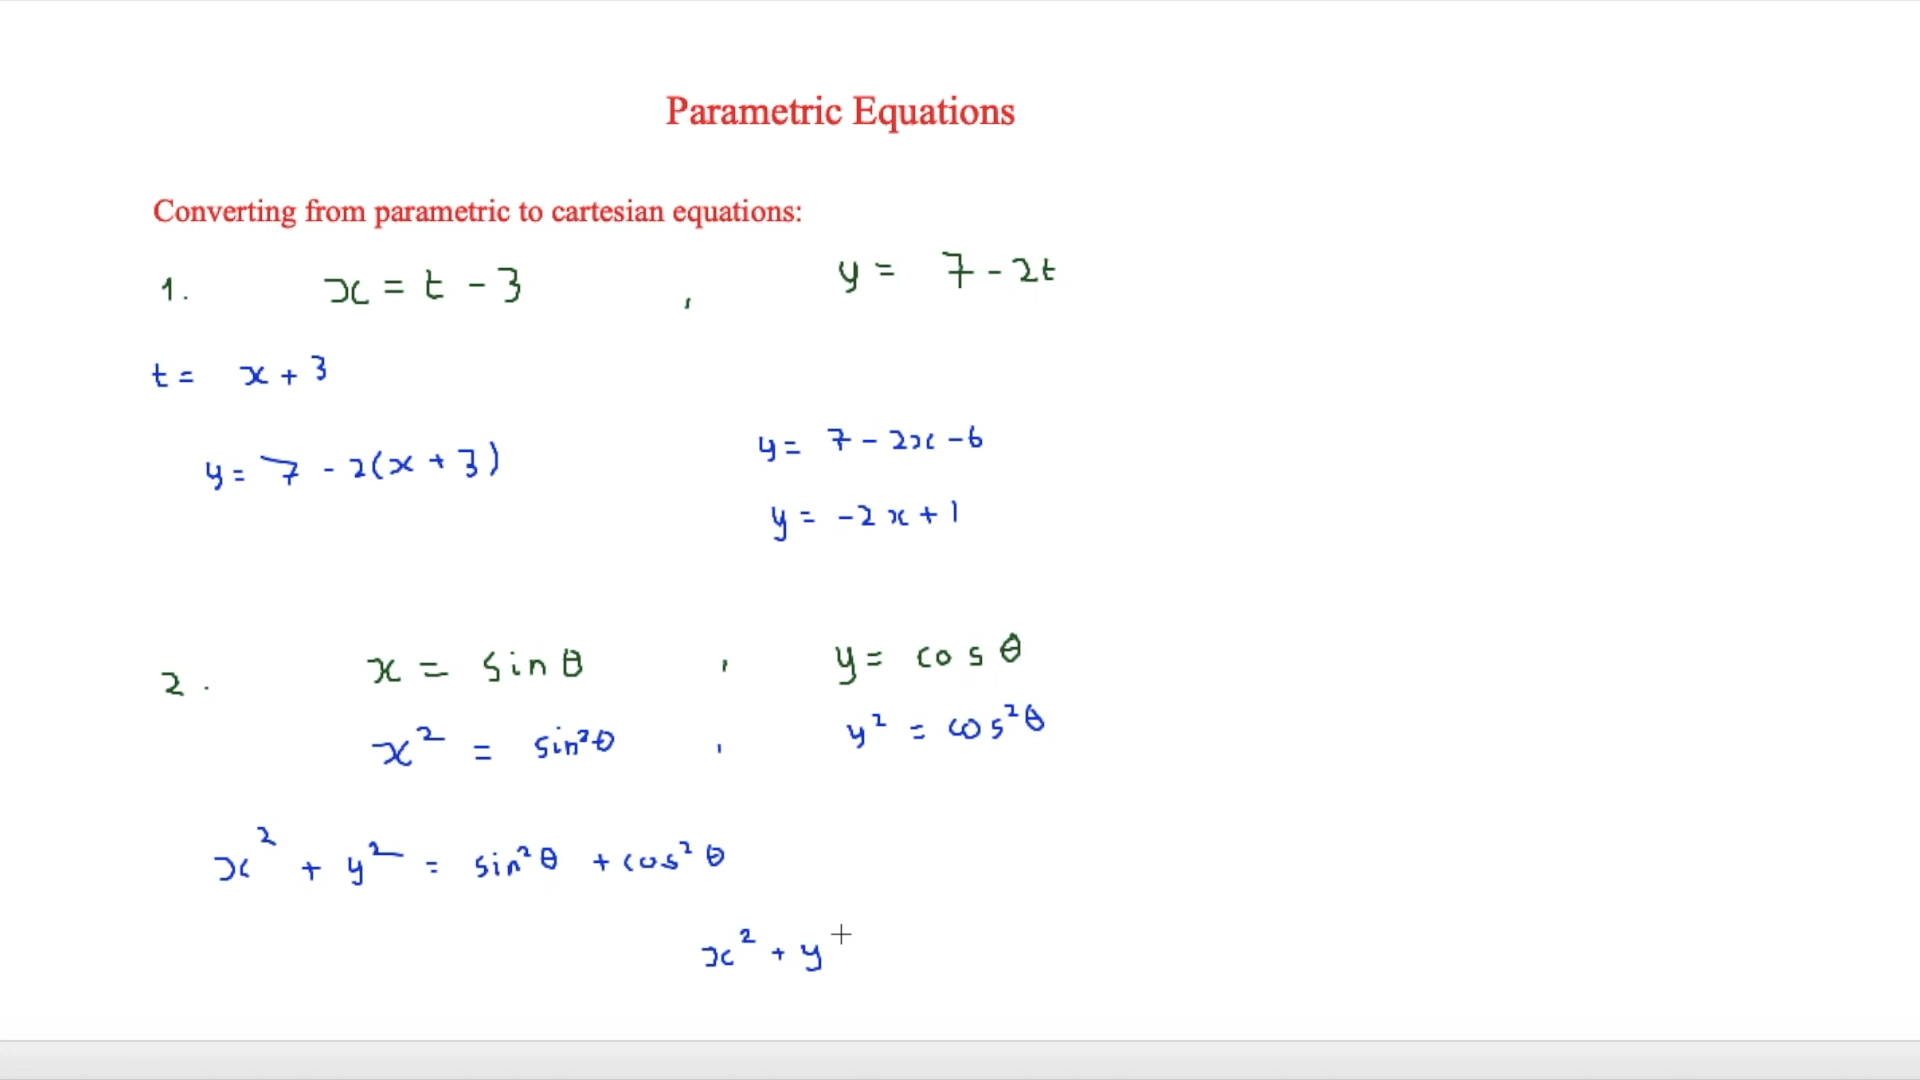 Parametric Equations
Converting from parametric to cartesian equations:
1. x = t - 3 , y = 7 - 2t
t = x + 3
y = 7 - 2(x + 3) y = 7 - 2x - 6
y = -2x + 1
2. x = sin θ , y = cos θ
x² = sin²θ , y² = cos²θ
x² + y² = sin²θ + cos²θ
x² + y